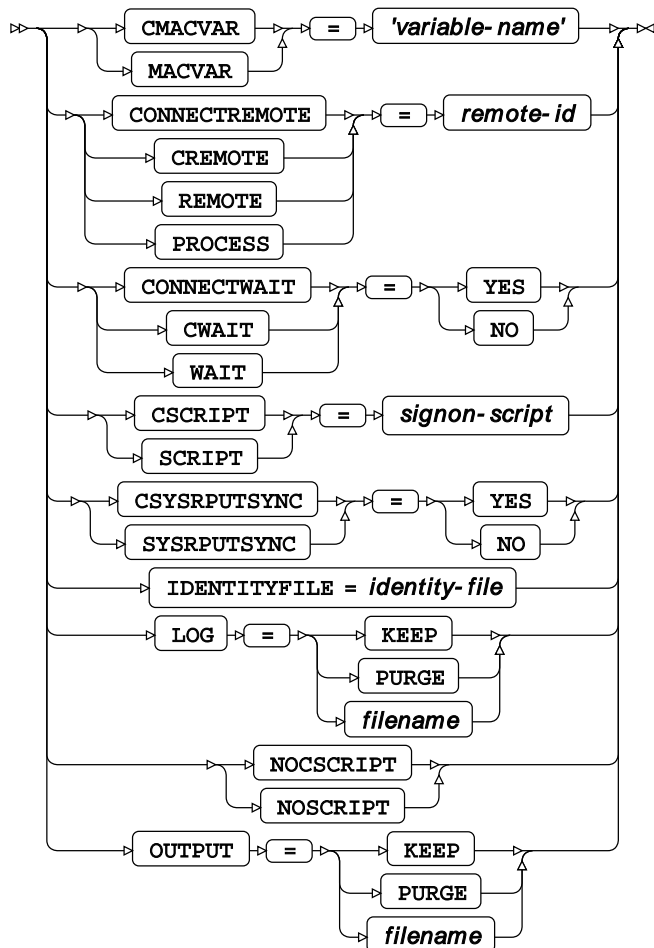 CMACVAR = 'variable-name'
MACVAR
CONNECTREMOTE = remote-id
CREMOTE
REMOTE
PROCESS
CONNECTWAIT = YES
CWAIT NO
WAIT
CSCRIPT = signon-script
SCRIPT
CSYSRPUTSYNC = YES
SYSRPUTSYNC NO
IDENTITYFILE = identity-file
LOG = KEEP
PURGE
filename
NOCSCRIPT
NOSCRIPT
OUTPUT = KEEP
PURGE
filename